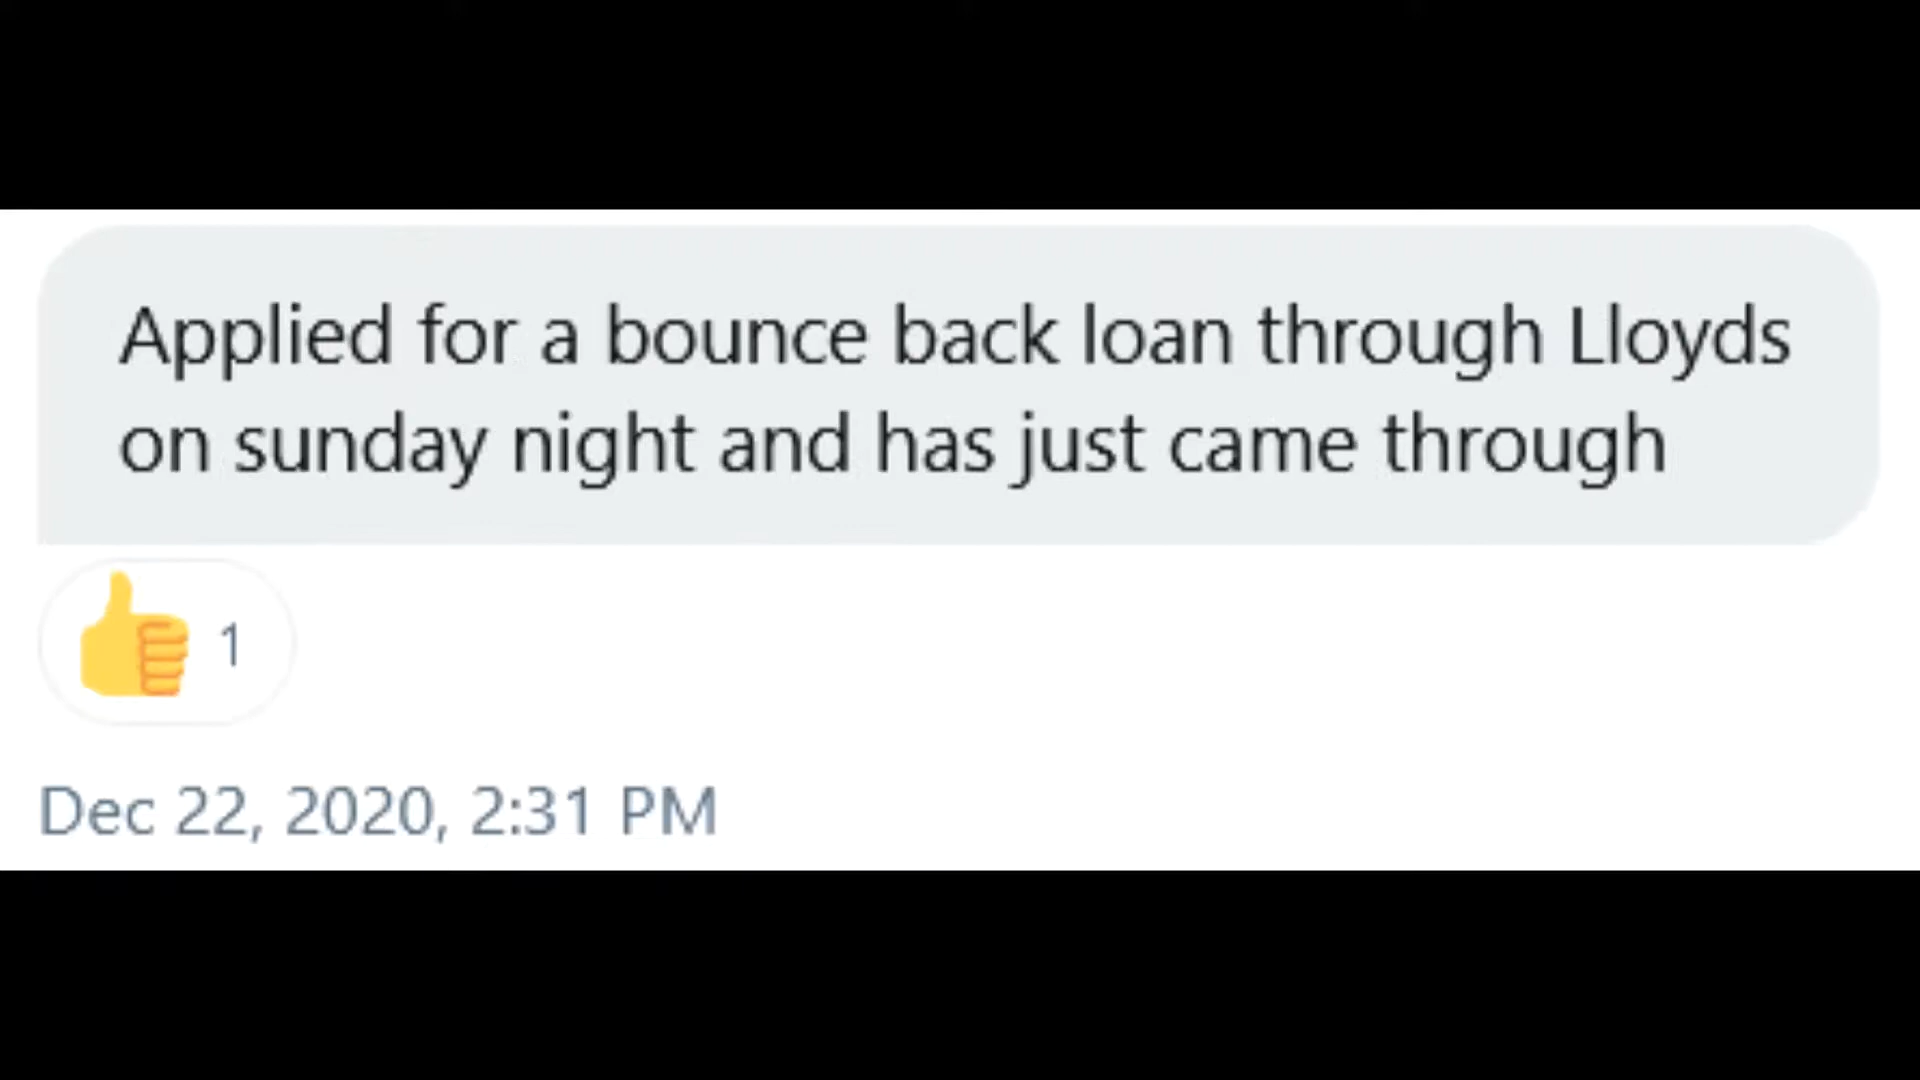 Applied for a bounce back loan through Lloyds
on sunday night and has just came through
👍 1
Dec 22, 2020, 2:31 PM